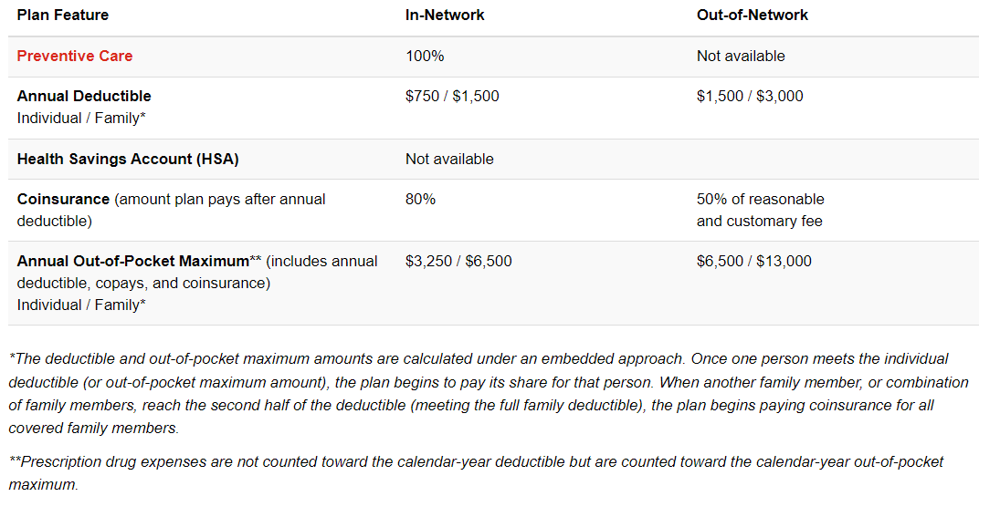 Plan Feature In-Network Out-of-Network
Preventive Care 100% Not available
Annual Deductible $750 / $1,500 $1,500 / $3,000
Individual / Family*
Health Savings Account (HSA) Not available
Coinsurance (amount plan pays after annual 80% 50% of reasonable
deductible) and customary fee
Annual Out-of-Pocket Maximum** (includes annual $3,250 / $6,500 $6,500 / $13,000
deductible, copays, and coinsurance)
Individual / Family*
*The deductible and out-of-pocket maximum amounts are calculated under an embedded approach. Once one person meets the individual
deductible (or out-of-pocket maximum amount), the plan begins to pay its share for that person. When another family member, or combination
of family members, reach the second half of the deductible (meeting the full family deductible), the plan begins paying coinsurance for all
covered family members.
**Prescription drug expenses are not counted toward the calendar-year deductible but are counted toward the calendar-year out-of-pocket
maximum.